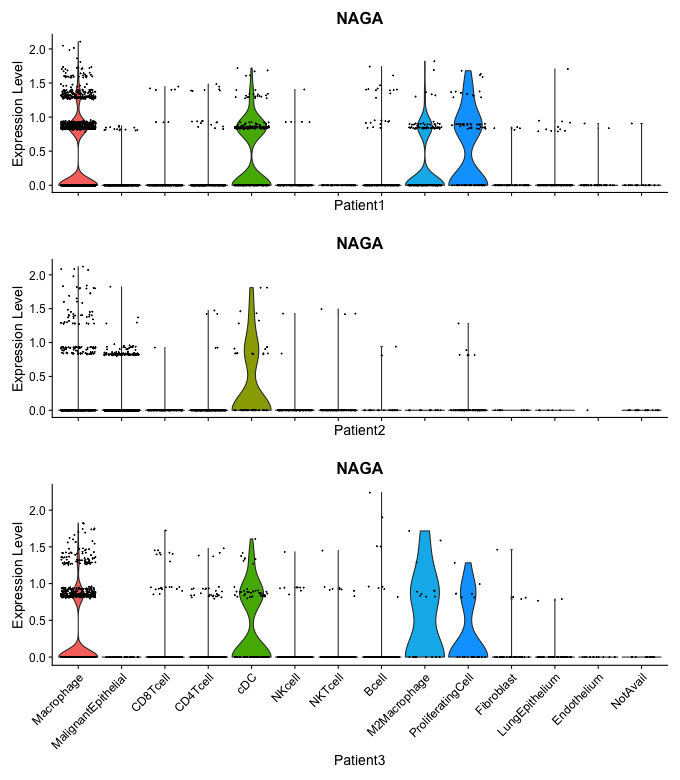 NAGA
Expression Level
2.0
1.5
1.0
0.5
0.0
Patient1
NAGA
Expression Level
2.0
1.5
1.0
0.5
0.0
Patient2
NAGA
Expression Level
2.0
1.5
1.0
0.5
0.0
Macrophage
MalignantEpithelial
CD8Tcell
CD4Tcell
cDC
NKcell
NKTcell
Bcell
M2Macrophage
ProliferatingCell
Fibroblast
LungEpithelium
Endothelium
NotAvail
Patient3